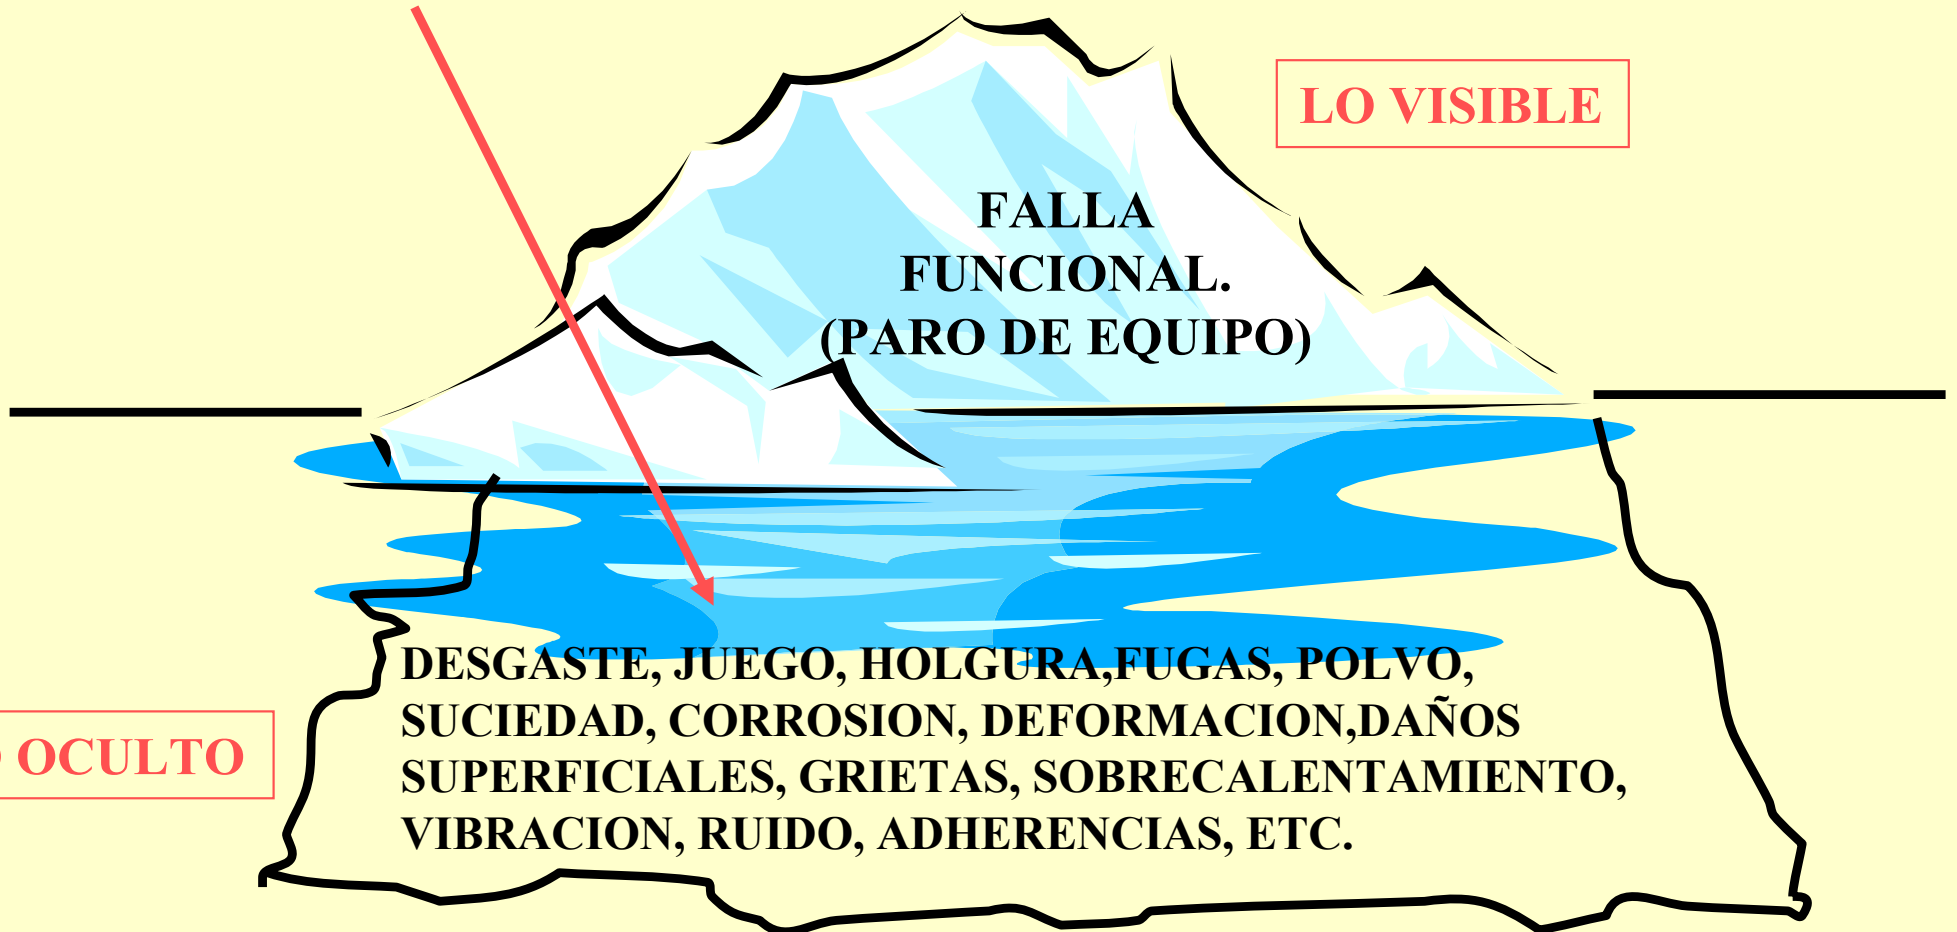 LO VISIBLE
FALLA
FUNCIONAL.
(PARO DE EQUIPO)
DESGASTE, JUEGO, HOLGURA,FUGAS, POLVO,
SUCIEDAD, CORROSION, DEFORMACION,DAÑOS
SUPERFICIALES, GRIETAS, SOBRECALENTAMIENTO,
VIBRACION, RUIDO, ADHERENCIAS, ETC.
OCULTO